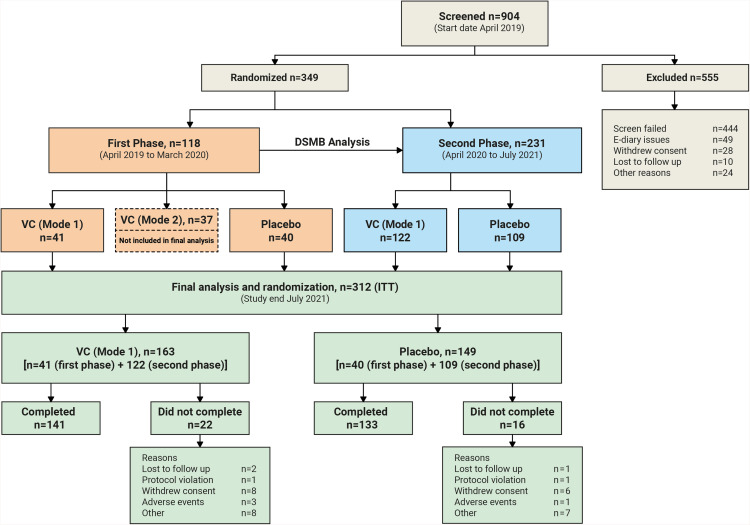 Screened n=904
(Start date April 2019)
Randomized n=349
Excluded n=555
Screen failed n=444
E-diary issues n=49
Withdrew consent n=28
Lost to follow up n=10
Other reasons n=24
First Phase, n=118
(April 2019 to March 2020)
DSMB Analysis
Second Phase, n=231
(April 2020 to July 2021)
VC (Mode 1)
n=41
VC (Mode 2), n=37
Not included in final analysis
Placebo
n=40
VC (Mode 1)
n=122
Placebo
n=109
Final analysis and randomization, n=312 (ITT)
(Study end July 2021)
VC (Mode 1), n=163
[n=41 (first phase) + 122 (second phase)]
Placebo, n=149
[n=40 (first phase) + 109 (second phase)]
Completed
n=141
Did not complete
n=22
Completed
n=133
Did not complete
n=16
Reasons
Lost to follow up n=2
Protocol violation n=1
Withdrew consent n=8
Adverse events n=3
Other n=8
Reasons
Lost to follow up n=1
Protocol violation n=1
Withdrew consent n=6
Adverse events n=1
Other n=7